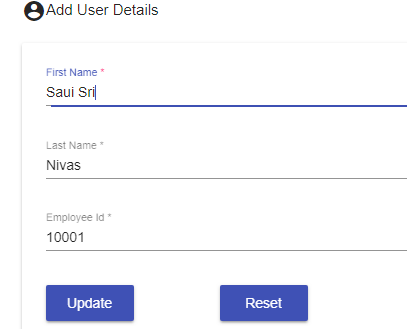 Add User Details
First Name *
Saui Sri
Last Name *
Nivas
Employee Id *
10001
Update Reset